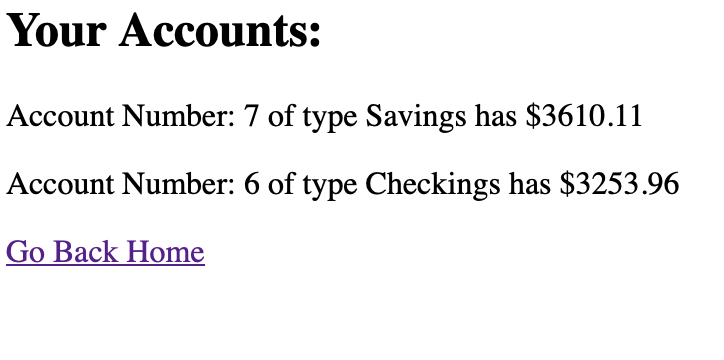 Your Accounts:
Account Number: 7 of type Savings has $3610.11
Account Number: 6 of type Checkings has $3253.96
Go Back Home